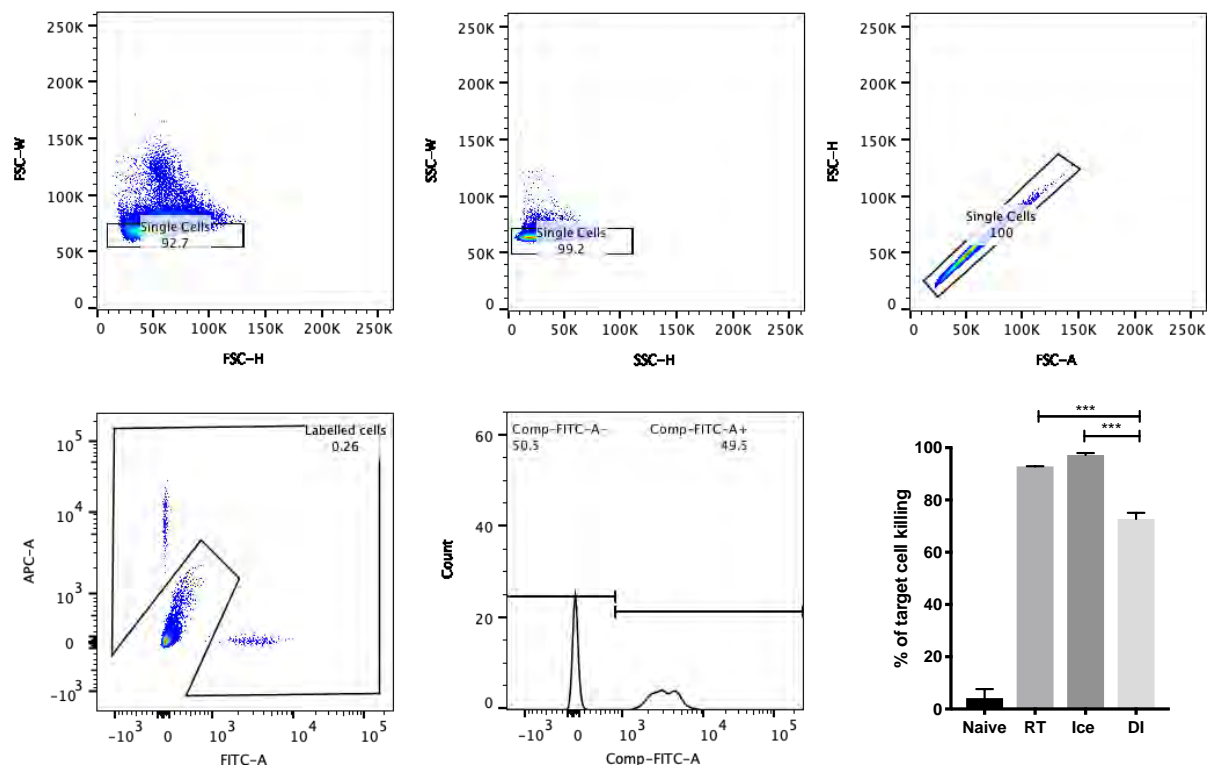 250K
200K
150K
100K
50K
0
FSC-W
Single Cells
92.7
0 50K 100K 150K 200K 250K
FSC-H
250K
200K
150K
100K
50K
0
SSC-W
Single Cells
99.2
0 50K 100K 150K 200K 250K
SSC-H
250K
200K
150K
100K
50K
0
FSC-H
Single Cells
100
0 50K 100K 150K 200K 250K
FSC-A
10^5
10^4
10^3
0
-10^3
APC-A
Labelled cells
0.26
-10^3 0 10^3 10^4 10^5
FITC-A
60
40
20
0
Count
Comp-FITC-A- Comp-FITC-A+
50.5 49.5
-10^3 0 10^3 10^4 10^5
Comp-FITC-A
***
***
100
80
60
40
20
0
% of target cell killing
Naive RT Ice DI